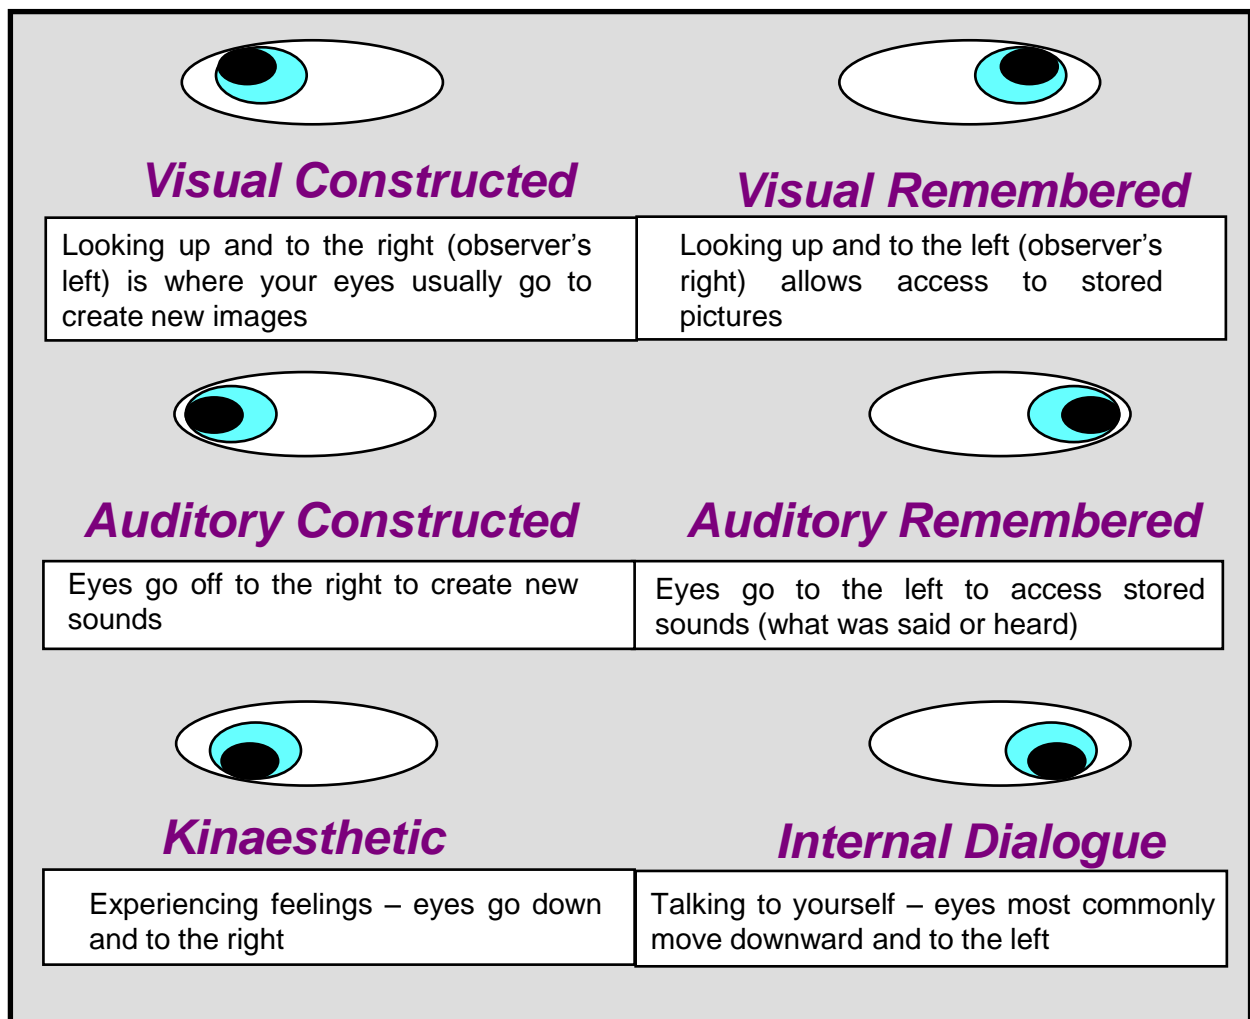 Visual Constructed
Visual Remembered
Looking up and to the right (observer's
left) is where your eyes usually go to
create new images
Looking up and to the left (observer's
right) allows access to stored
pictures
Auditory Constructed
Auditory Remembered
Eyes go off to the right to create new
sounds
Eyes go to the left to access stored
sounds (what was said or heard)
Kinaesthetic
Internal Dialogue
Experiencing feelings – eyes go down
and to the right
Talking to yourself – eyes most commonly
move downward and to the left